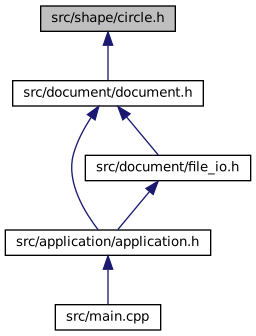 src/shape/circle.h
src/document/document.h
src/document/file_io.h
src/application/application.h
src/main.cpp